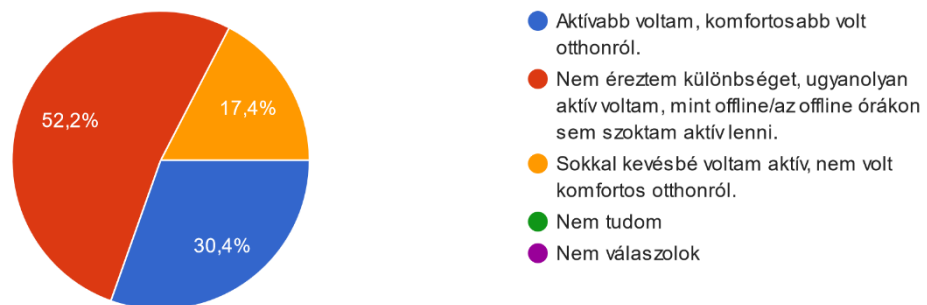 52,2%
17,4%
30,4%
Aktívabb voltam, komfortosabb volt
otthonról.
Nem éreztem különbséget, ugyanolyan
aktív voltam, mint offline/az offline órákon
sem szoktam aktív lenni.
Sokkal kevésbé voltam aktív, nem volt
komfortos otthonról.
Nem tudom
Nem válaszolok